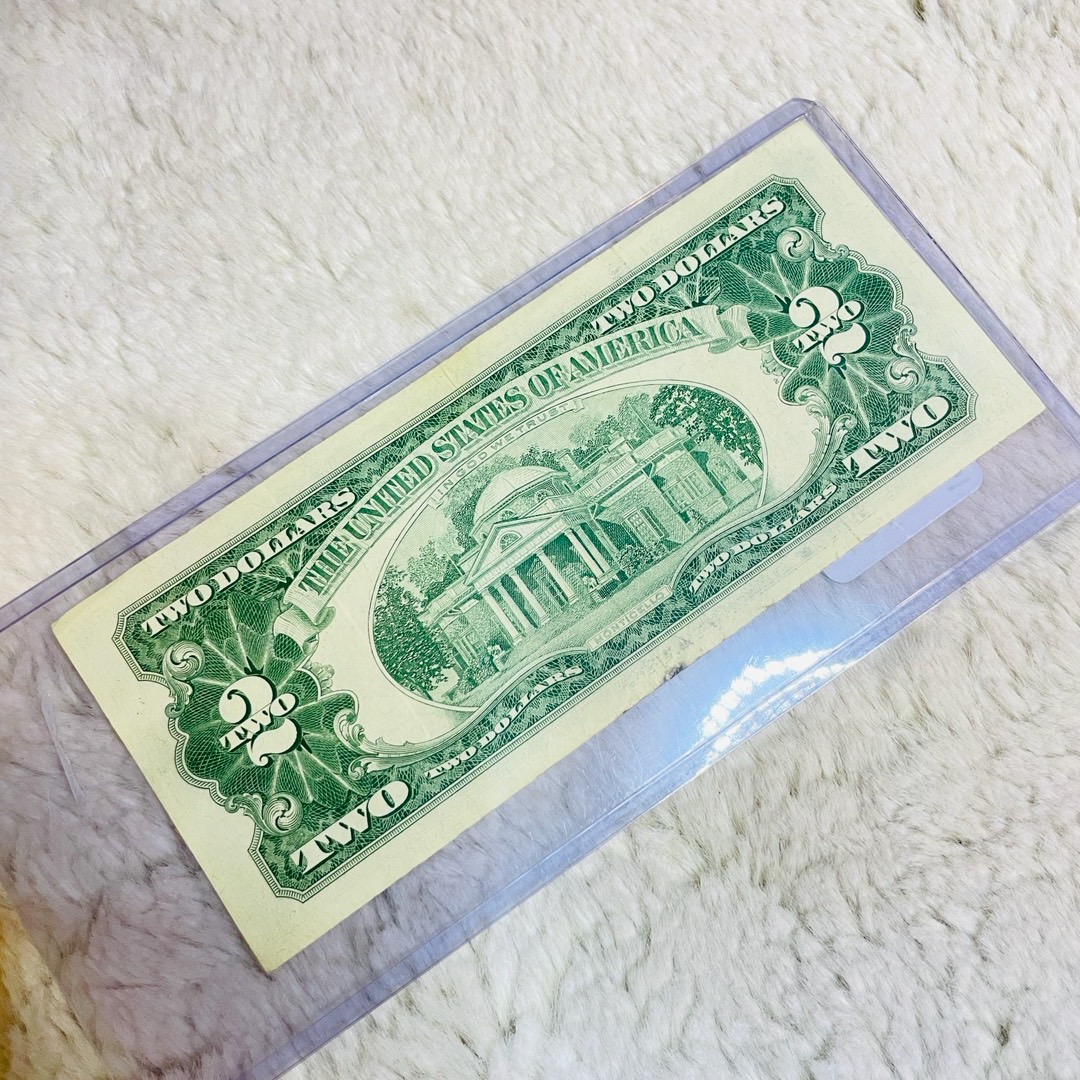 TWO DOLLARS
TWO DOLLARS
THE UNITED STATES OF AMERICA
IN GOD WE TRUST
2
TWO
2
TWO
MONTICELLO
TWO
TWO DOLLARS
TWO DOLLARS
TWO